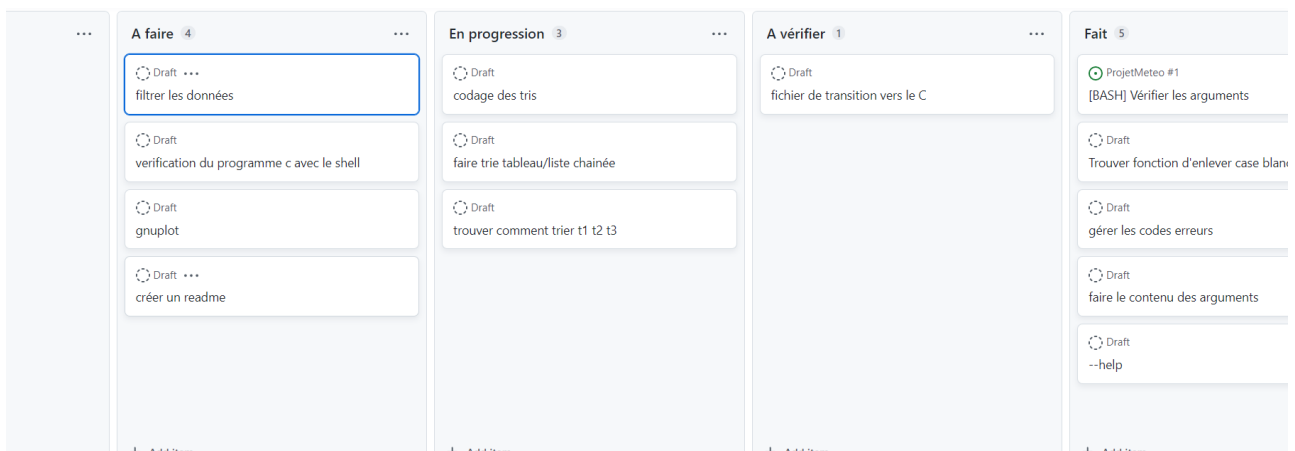 A faire 4
Draft
filtrer les données
Draft
verification du programme c avec le shell
Draft
gnuplot
Draft
créer un readme
En progression 3
Draft
codage des tris
Draft
faire trie tableau/liste chainée
Draft
trouver comment trier t1 t2 t3
A vérifier 1
Draft
fichier de transition vers le C
Fait 5
ProjetMeteo #1
[BASH] Vérifier les arguments
Draft
Trouver fonction d'enlever case blan
Draft
gérer les codes erreurs
Draft
faire le contenu des arguments
Draft
--help